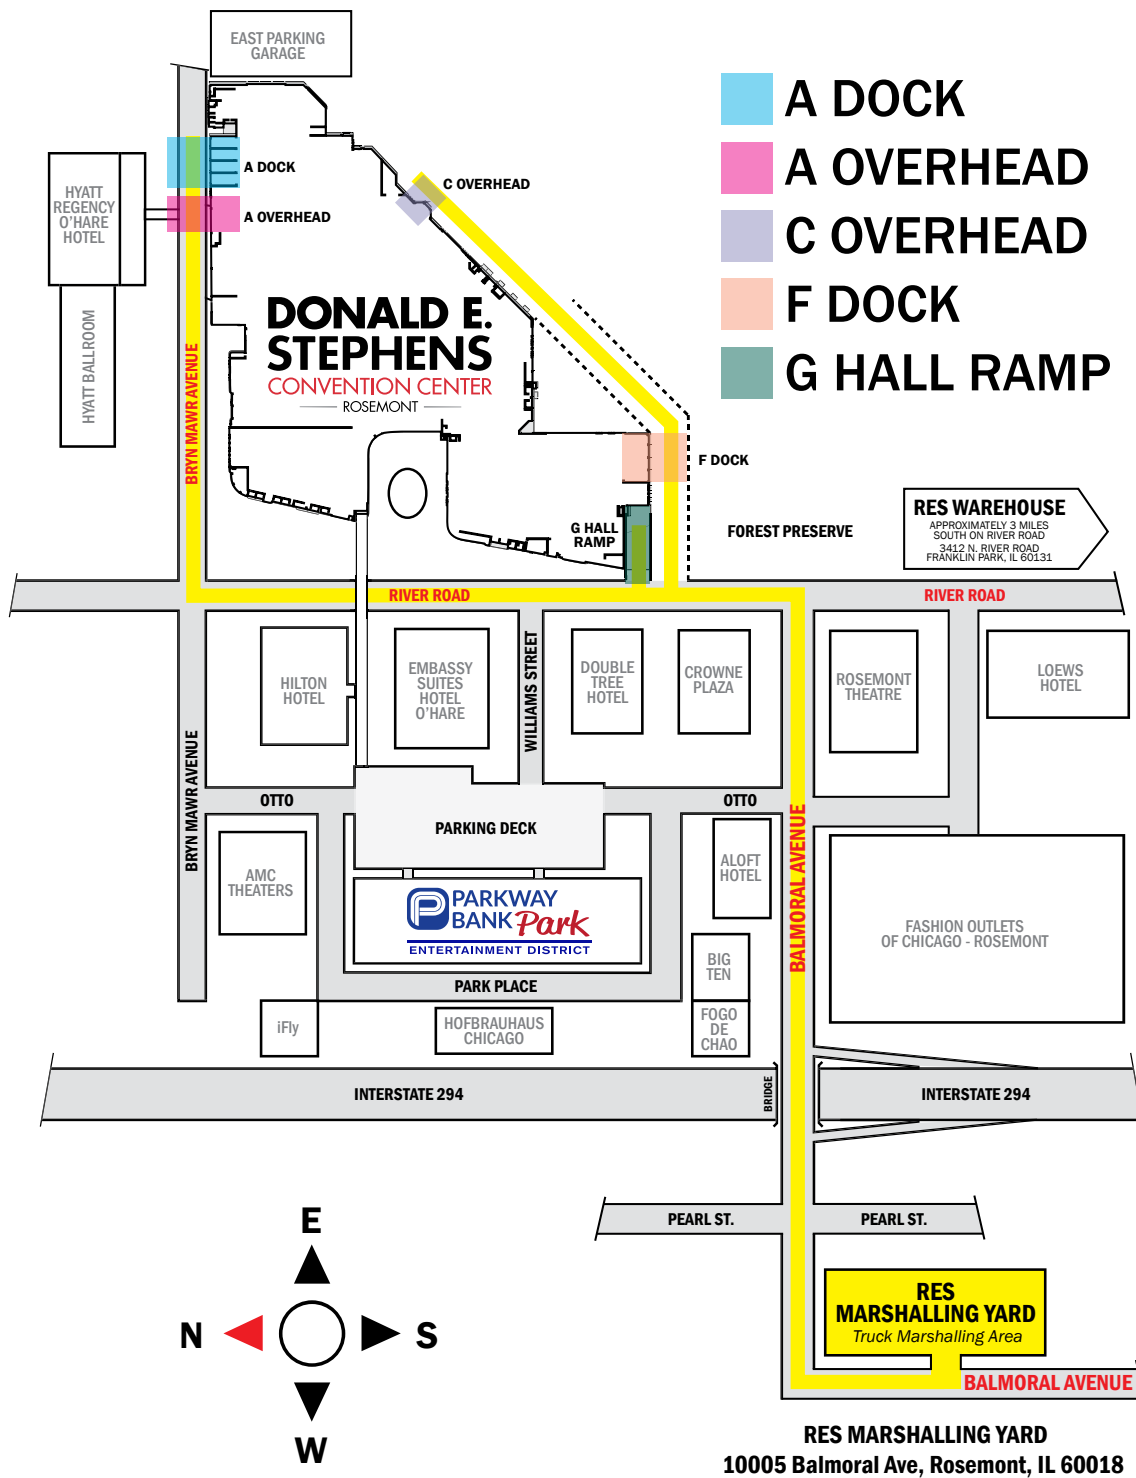 EAST PARKING
GARAGE
A DOCK
A OVERHEAD
C OVERHEAD
F DOCK
G HALL RAMP
HYATT
REGENCY
O'HARE
HOTEL
HYATT BALLROOM
A DOCK
A OVERHEAD
C OVERHEAD
BRYN MAWR AVENUE
DONALD E.
STEPHENS
CONVENTION CENTER
ROSEMONT
F DOCK
G HALL
RAMP
FOREST PRESERVE
RES WAREHOUSE
APPROXIMATELY 3 MILES
SOUTH ON RIVER ROAD
3412 N. RIVER ROAD
FRANKLIN PARK, IL 60131
RIVER ROAD
RIVER ROAD
HILTON
HOTEL
EMBASSY
SUITES
HOTEL
O'HARE
WILLIAMS STREET
DOUBLE
TREE
HOTEL
CROWNE
PLAZA
ROSEMONT
THEATRE
LOEWS
HOTEL
BRYN MAWR AVENUE
OTTO
PARKING DECK
OTTO
BALMORAL AVENUE
AMC
THEATERS
PARKWAY
BANK Park
ENTERTAINMENT DISTRICT
ALOFT
HOTEL
FASHION OUTLETS
OF CHICAGO - ROSEMONT
BIG
TEN
PARK PLACE
iFly
HOFBRAUHAUS
CHICAGO
FOGO
DE
CHAO
INTERSTATE 294
BRIDGE
INTERSTATE 294
PEARL ST.
PEARL ST.
E
N
S
W
RES
MARSHALLING YARD
Truck Marshalling Area
BALMORAL AVENUE
RES MARSHALLING YARD
10005 Balmoral Ave, Rosemont, IL 60018